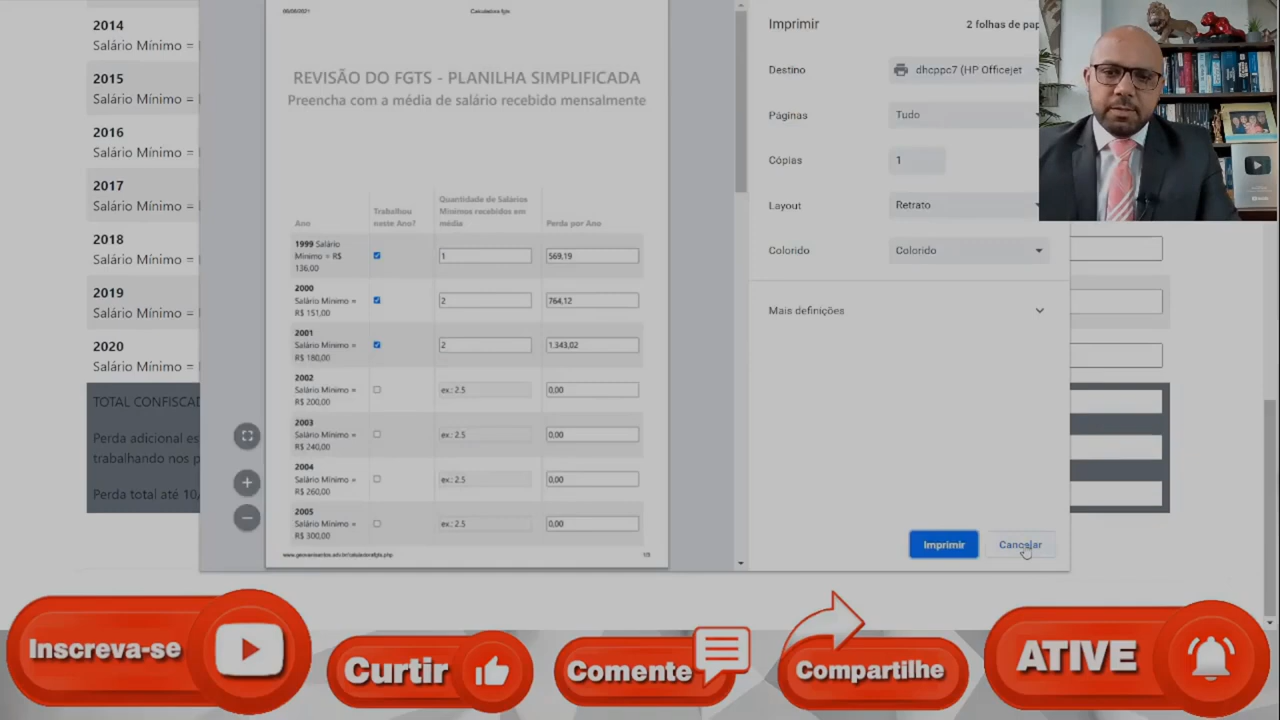 2014
Salário Mínimo =
2015
Salário Mínimo =
2016
Salário Mínimo =
2017
Salário Mínimo =
2018
Salário Mínimo =
2019
Salário Mínimo =
2020
Salário Mínimo =
TOTAL CONFISCAD
Perda adicional es
trabalhando nos p
Perda total até 10/
Calculadora fgts
REVISÃO DO FGTS - PLANILHA SIMPLIFICADA
Preencha com a média de salário recebido mensalmente
Ano
Trabalhou neste Ano?
Quantidade de Salários Mínimos recebidos em média
Perda por Ano
1999 Salário Mínimo = R$ 136,00
1
569,19
2000
Salário Mínimo = R$ 151,00
2
764,12
2001
Salário Mínimo = R$ 180,00
2
1.343,02
2002
Salário Mínimo = R$ 200,00
ex.: 2.5
0,00
2003
Salário Mínimo = R$ 240,00
ex.: 2.5
0,00
2004
Salário Mínimo = R$ 260,00
ex.: 2.5
0,00
2005
Salário Mínimo = R$ 300,00
ex.: 2.5
0,00
1/3
Imprimir
2 folhas de pap
Destino
dhcppc7 (HP Officejet
Páginas
Tudo
Cópias
1
Layout
Retrato
Colorido
Colorido
Mais definições
Imprimir
Cancelar
Inscreva-se
Curtir
Comente
Compartilhe
ATIVE